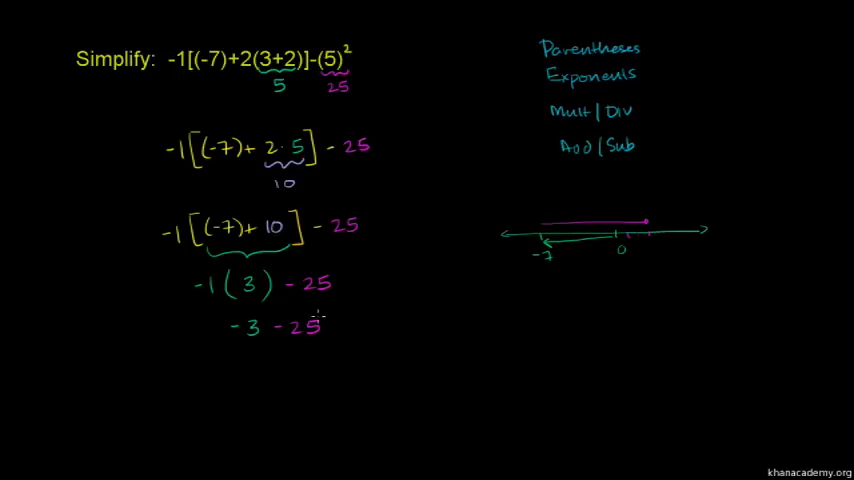 Simplify: -1[(-7)+2(3+2)]-(5)²
5 25
-1[(-7)+ 2·5] - 25
10
-1[(-7)+ 10] - 25
-1(3) - 25
-3 - 25
Parentheses
Exponents
Mult/Div
Add/Sub
-7 0
khanacademy.org